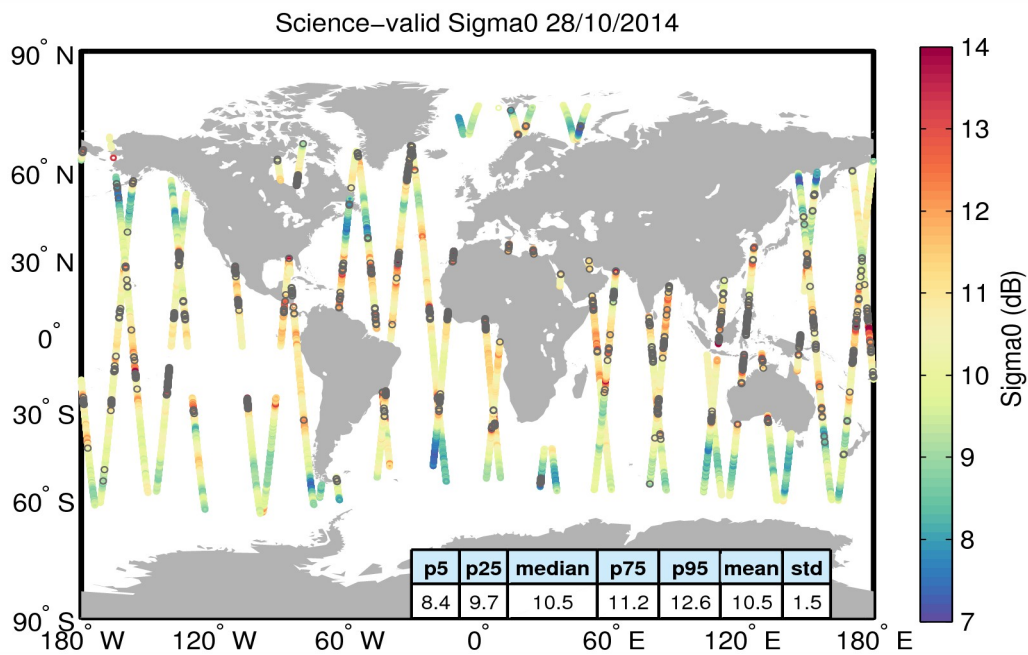 Science−valid Sigma0 28/10/2014
90° N
60° N
30° N
0°
30° S
60° S
90° S
180° W
120° W
60° W
0°
60° E
120° E
180° E
p5 p25 median p75 p95 mean std
8.4 9.7 10.5 11.2 12.6 10.5 1.5
14
13
12
11
10
9
8
7
Sigma0 (dB)